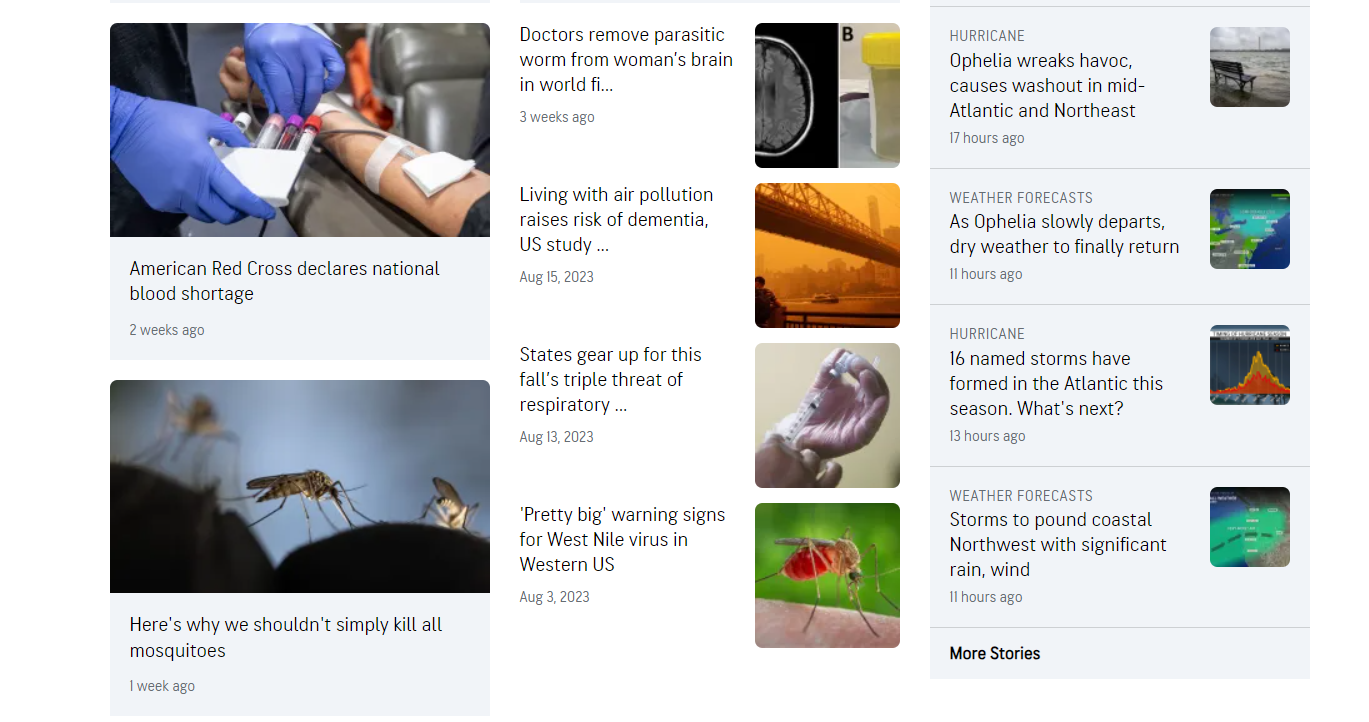 American Red Cross declares national
blood shortage
2 weeks ago
Here's why we shouldn't simply kill all
mosquitoes
1 week ago
Doctors remove parasitic
worm from woman's brain
in world fi...
3 weeks ago
B
Living with air pollution
raises risk of dementia,
US study ...
Aug 15, 2023
States gear up for this
fall's triple threat of
respiratory ...
Aug 13, 2023
'Pretty big' warning signs
for West Nile virus in
Western US
Aug 3, 2023
HURRICANE
Ophelia wreaks havoc,
causes washout in mid-
Atlantic and Northeast
17 hours ago
WEATHER FORECASTS
As Ophelia slowly departs,
dry weather to finally return
11 hours ago
HURRICANE
16 named storms have
formed in the Atlantic this
season. What's next?
13 hours ago
TIMING OF HURRICANE SEASON
WEATHER FORECASTS
Storms to pound coastal
Northwest with significant
rain, wind
11 hours ago
More Stories